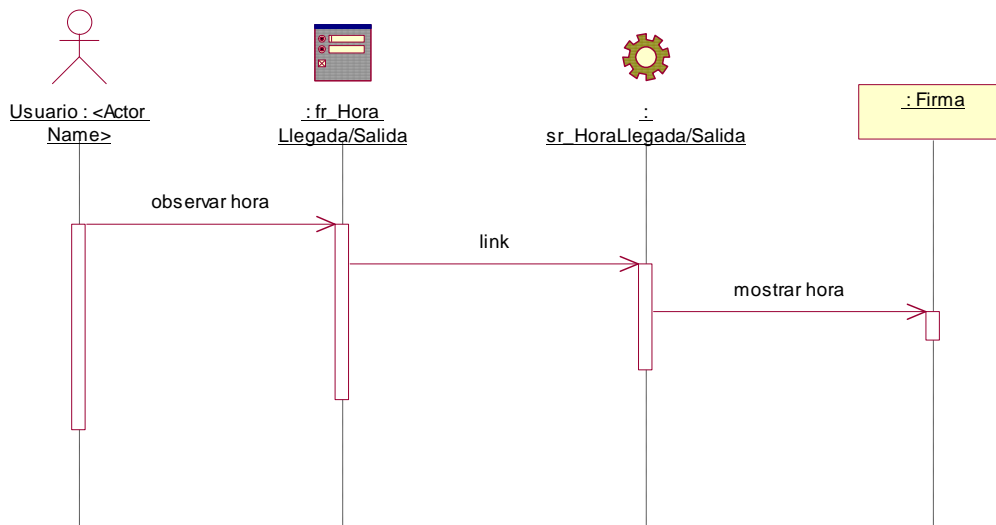 Usuario : <Actor
Name>
: fr_Hora
Llegada/Salida
:
sr_HoraLlegada/Salida
: Firma
observar hora
link
mostrar hora